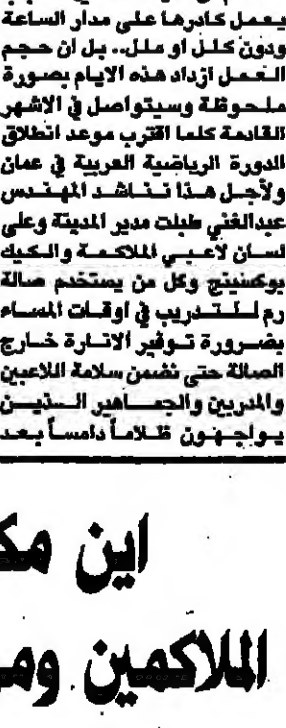 يعمل كادرها على مدار الساعة
ودون كلل او ملل.. بل ان حجم
العمل ازداد هذه الايام بصورة
ملحوظة وسيتواصل في الاشهر
القادمة كلما اقترب موعد انطلاق
الدورة الرياضية العربية في عمان
ولأجل هذا تناشد المهندس
عبدالغني طبلت مدير المدينة وعلى
لسان لاعبي الملاكمة والكيك
بوكسينج وكل من يستخدم صالة
رم للتدريب في اوقات المساء
بضرورة توفير الانارة خارج
الصالة حتى نضمن سلامة اللاعبين
والمدربين والجماهير الذين
يواجهون ظلاماً دامساً بعد
اين مك
الملاكمين وم